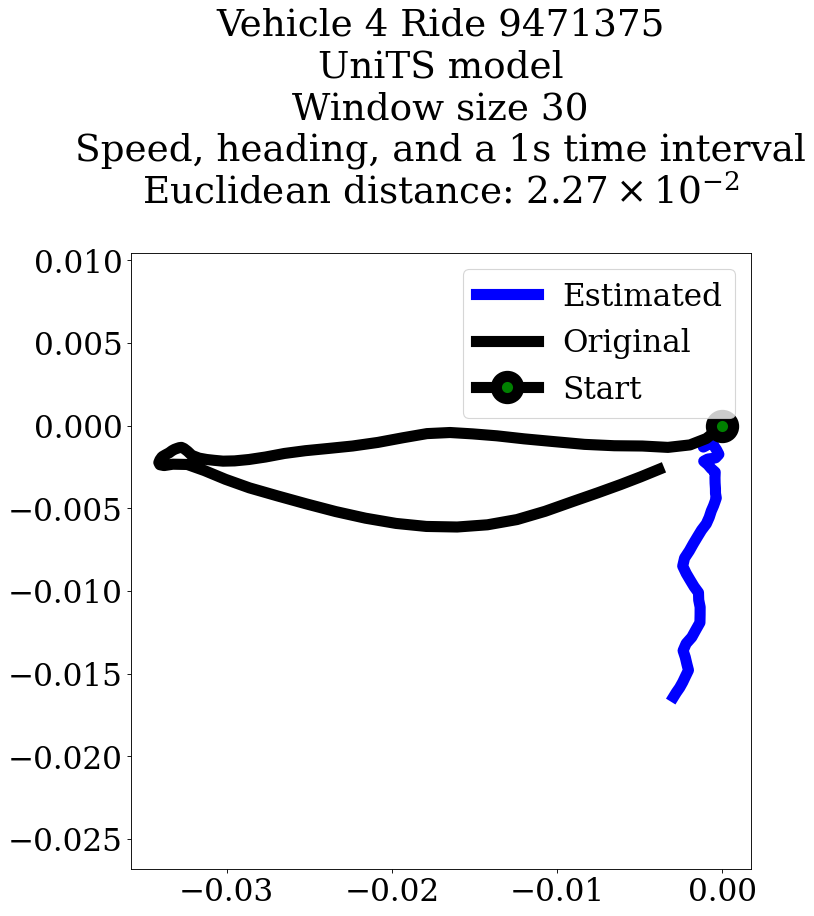 Vehicle 4 Ride 9471375
UniTS model
Window size 30
Speed, heading, and a 1s time interval
Euclidean distance: 2.27 × 10⁻²
0.010
0.005
0.000
−0.005
−0.010
−0.015
−0.020
−0.025
Estimated
Original
Start
−0.03
−0.02
−0.01
0.00